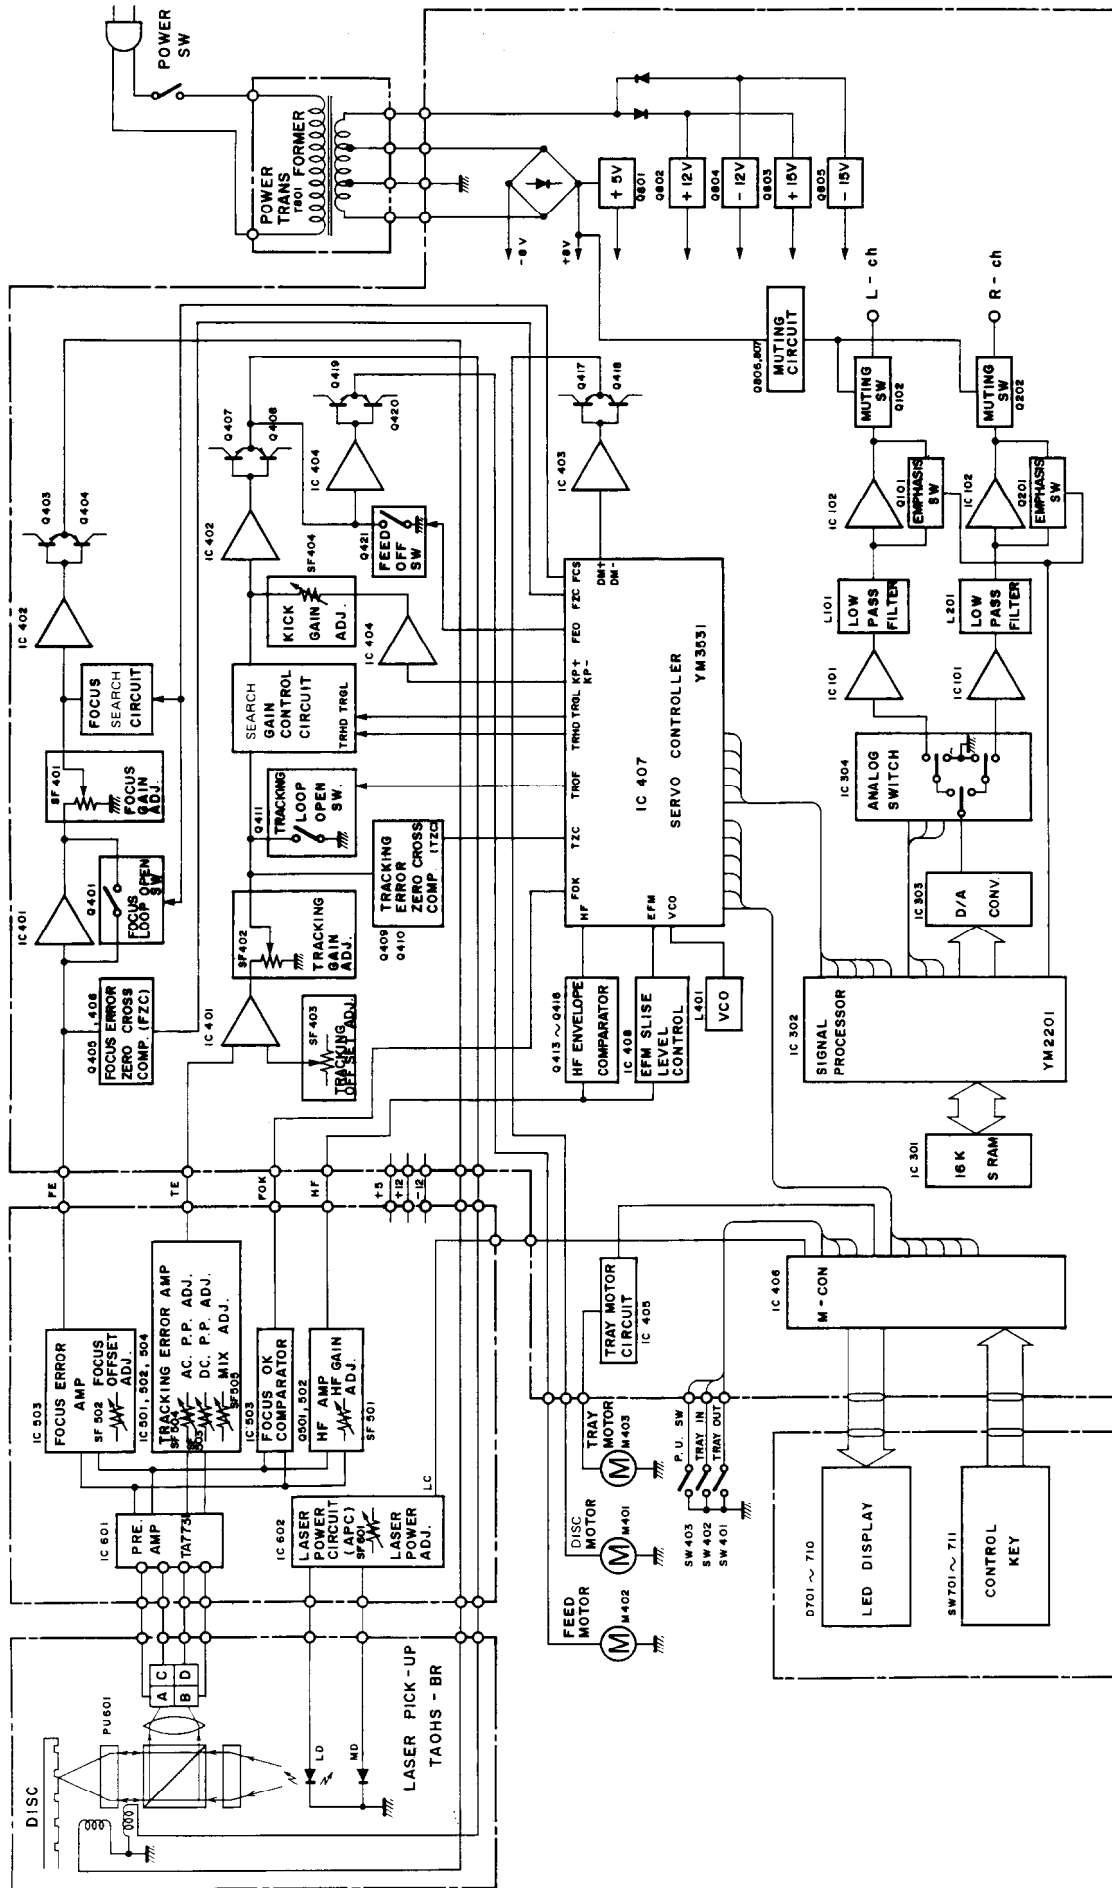 DISC
PU601
A C
B D
LD
MD
LASER PICK-UP
TAOHS-BR
IC 601
PRE.
AMP
TA7731
IC 602
LASER
POWER
CIRCUIT
(APC)
SF601
LASER
POWER
ADJ.
LC
IC 503
FOCUS ERROR
AMP
SF 502 FOCUS
OFFSET
ADJ.
IC 501, 502, 504
TRACKING ERROR AMP
SF504
AC. P.P. ADJ.
SF
503
DC. P.P. ADJ.
MIX ADJ.
SF505
IC 503
FOCUS OK
COMPARATOR
Q501, 502
HF AMP
HF GAIN
ADJ.
SF 501
FE
TE
FOK
HF
+5
+12
-12
Q405, 406
FOCUS ERROR
ZERO CROSS
COMP. (FZC)
IC401
Q401
FOCUS
LOOP OPEN
SW
SF401
FOCUS
GAIN
ADJ.
FOCUS
SEARCH
CIRCUIT
IC 402
Q403
Q404
IC401
SF403
TRACKING
OFFSET ADJ.
SF402
TRACKING
GAIN
ADJ.
Q409
Q410
TRACKING
ERROR
ZERO CROSS
COMP. (TZC)
Q411
TRACKING
LOOP
OPEN
SW.
SEARCH
GAIN
CONTROL
CIRCUIT
TRHD TRGL
KICK
GAIN
ADJ.
SF404
IC 404
IC 402
Q407
Q408
Q421
FEED
OFF
SW
IC 404
Q419
Q420
IC 403
Q417
Q418
Q413～Q416
HF ENVELOPE
COMPARATOR
IC 408
EFM SLISE
LEVEL
CONTROL
L401
VCO
HF
FOK
TZC
TROF
TRHD
TRGL
KP+
KP-
FEO
FZC
FCS
DM+
DM-
EFM
VCO
IC 407
SERVO CONTROLLER
YM3531
FEED
MOTOR
M402
M
DISC
MOTOR
M401
M
TRAY
MOTOR
M403
M
TRAY MOTOR
CIRCUIT
IC 405
P.U. SW
TRAY IN
TRAY OUT
SW403
SW402
SW401
IC 406
M-CON
D701～710
LED DISPLAY
SW701～711
CONTROL
KEY
IC 301
16K
S RAM
IC 302
SIGNAL
PROCESSOR
YM2201
IC 303
D/A
CONV.
IC304
ANALOG
SWITCH
IC101
IC101
L101
LOW
PASS
FILTER
L201
LOW
PASS
FILTER
IC 102
Q101
EMPHASIS
SW
IC 102
Q201
EMPHASIS
SW
MUTING
SW
Q102
MUTING
SW
Q202
L - ch
R - ch
Q806,807
MUTING
CIRCUIT
-8V
+8V
+5V
Q801
+12V
Q802
-12V
Q804
+15V
Q803
-15V
Q805
POWER
TRANS
FORMER
T801
POWER
SW